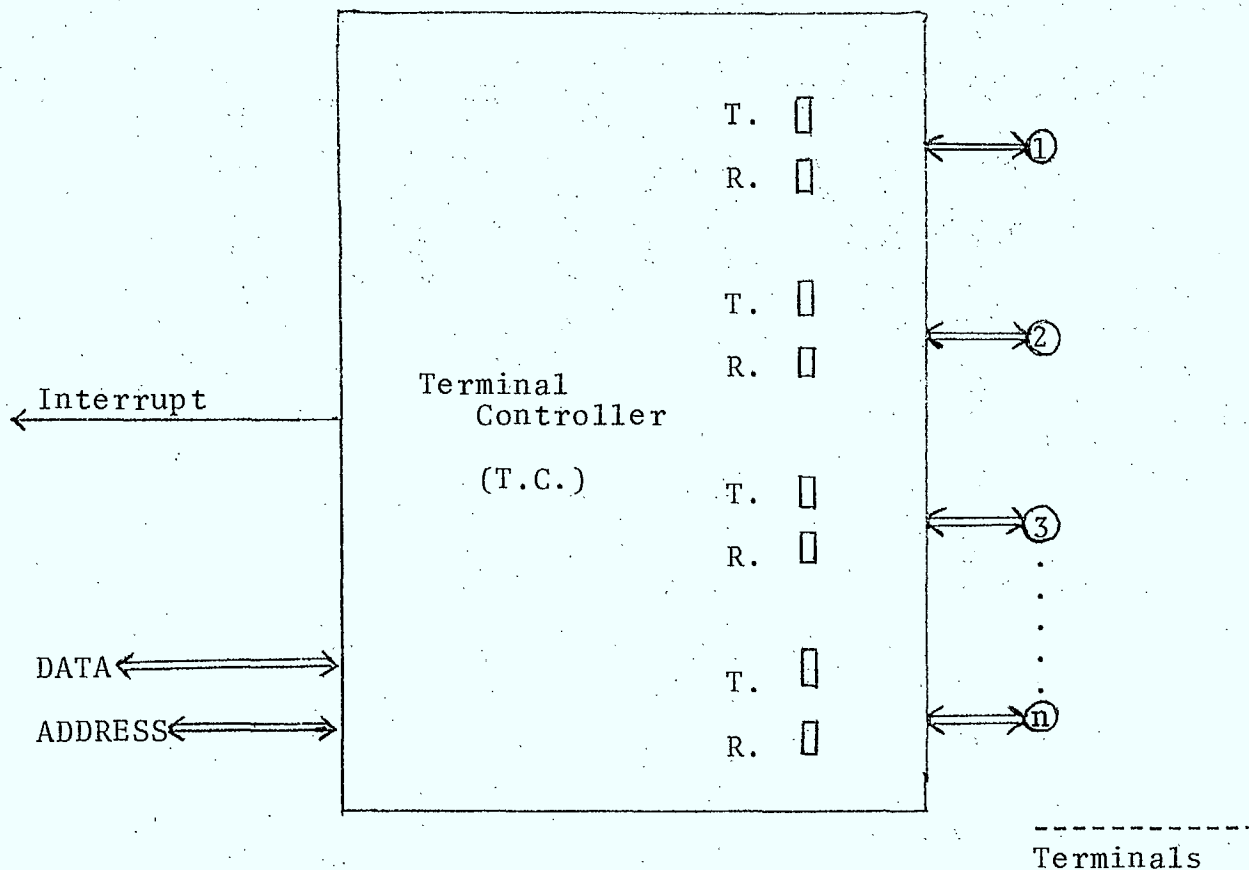 T.
1
R.
T.
2
R.
Interrupt
Terminal
Controller
(T.C.)
T.
3
R.
DATA
T.
ADDRESS
n
R.
Terminals